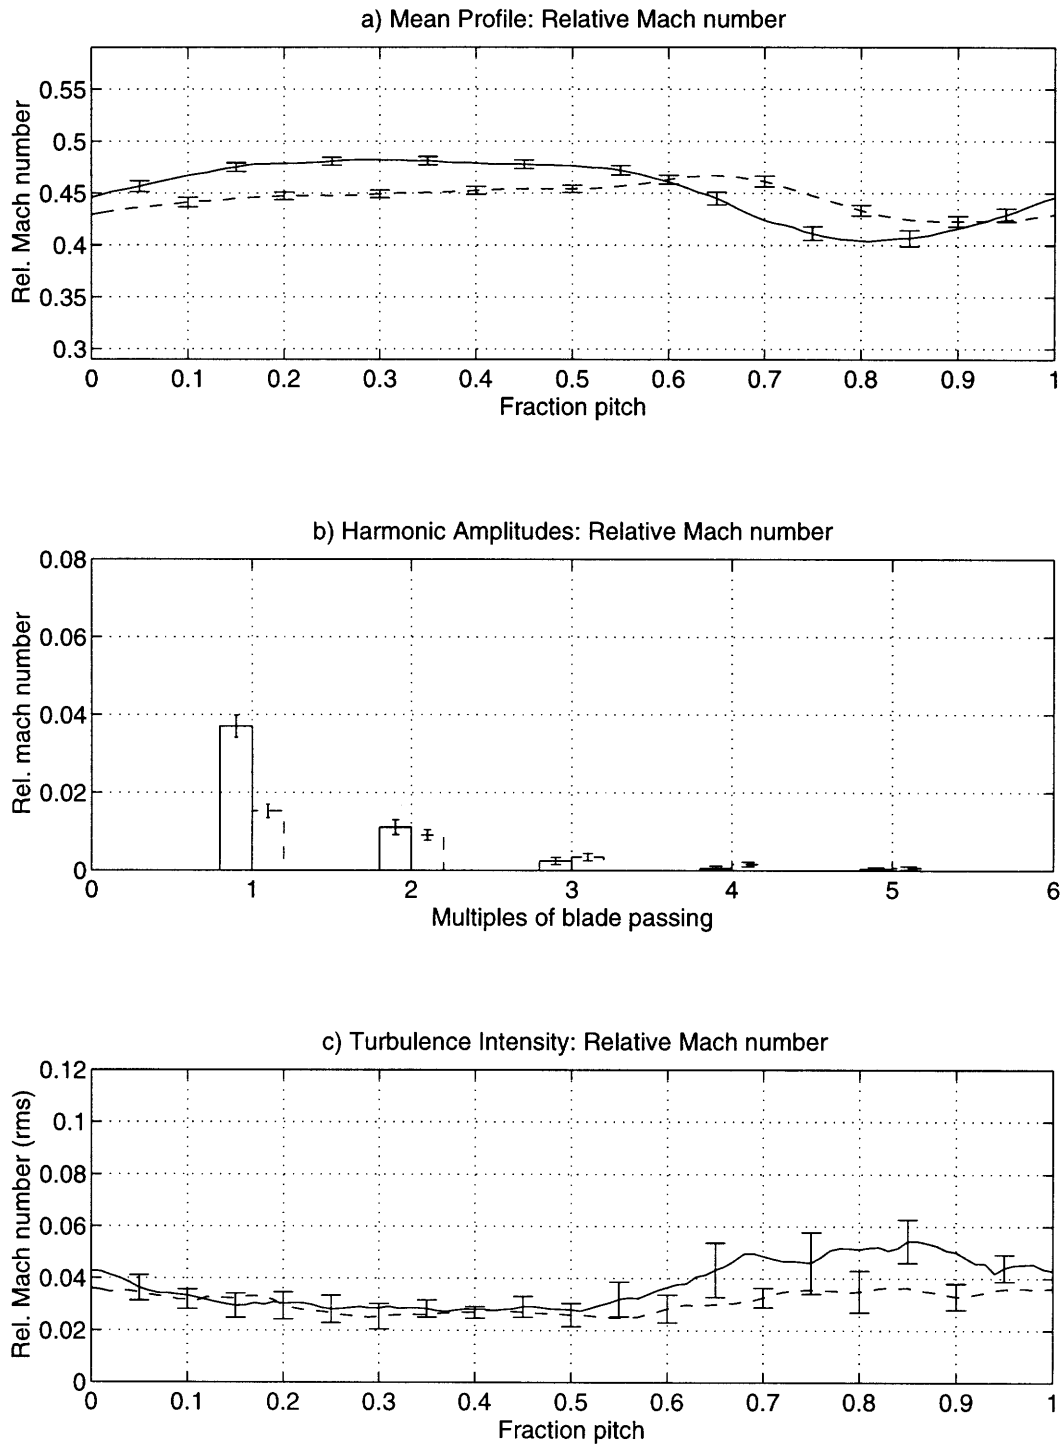 a) Mean Profile: Relative Mach number
Rel. Mach number
0.55
0.5
0.45
0.4
0.35
0.3
0 0.1 0.2 0.3 0.4 0.5 0.6 0.7 0.8 0.9 1
Fraction pitch
b) Harmonic Amplitudes: Relative Mach number
Rel. mach number
0.08
0.06
0.04
0.02
0
0 1 2 3 4 5 6
Multiples of blade passing
c) Turbulence Intensity: Relative Mach number
Rel. Mach number (rms)
0.12
0.1
0.08
0.06
0.04
0.02
0
0 0.1 0.2 0.3 0.4 0.5 0.6 0.7 0.8 0.9 1
Fraction pitch